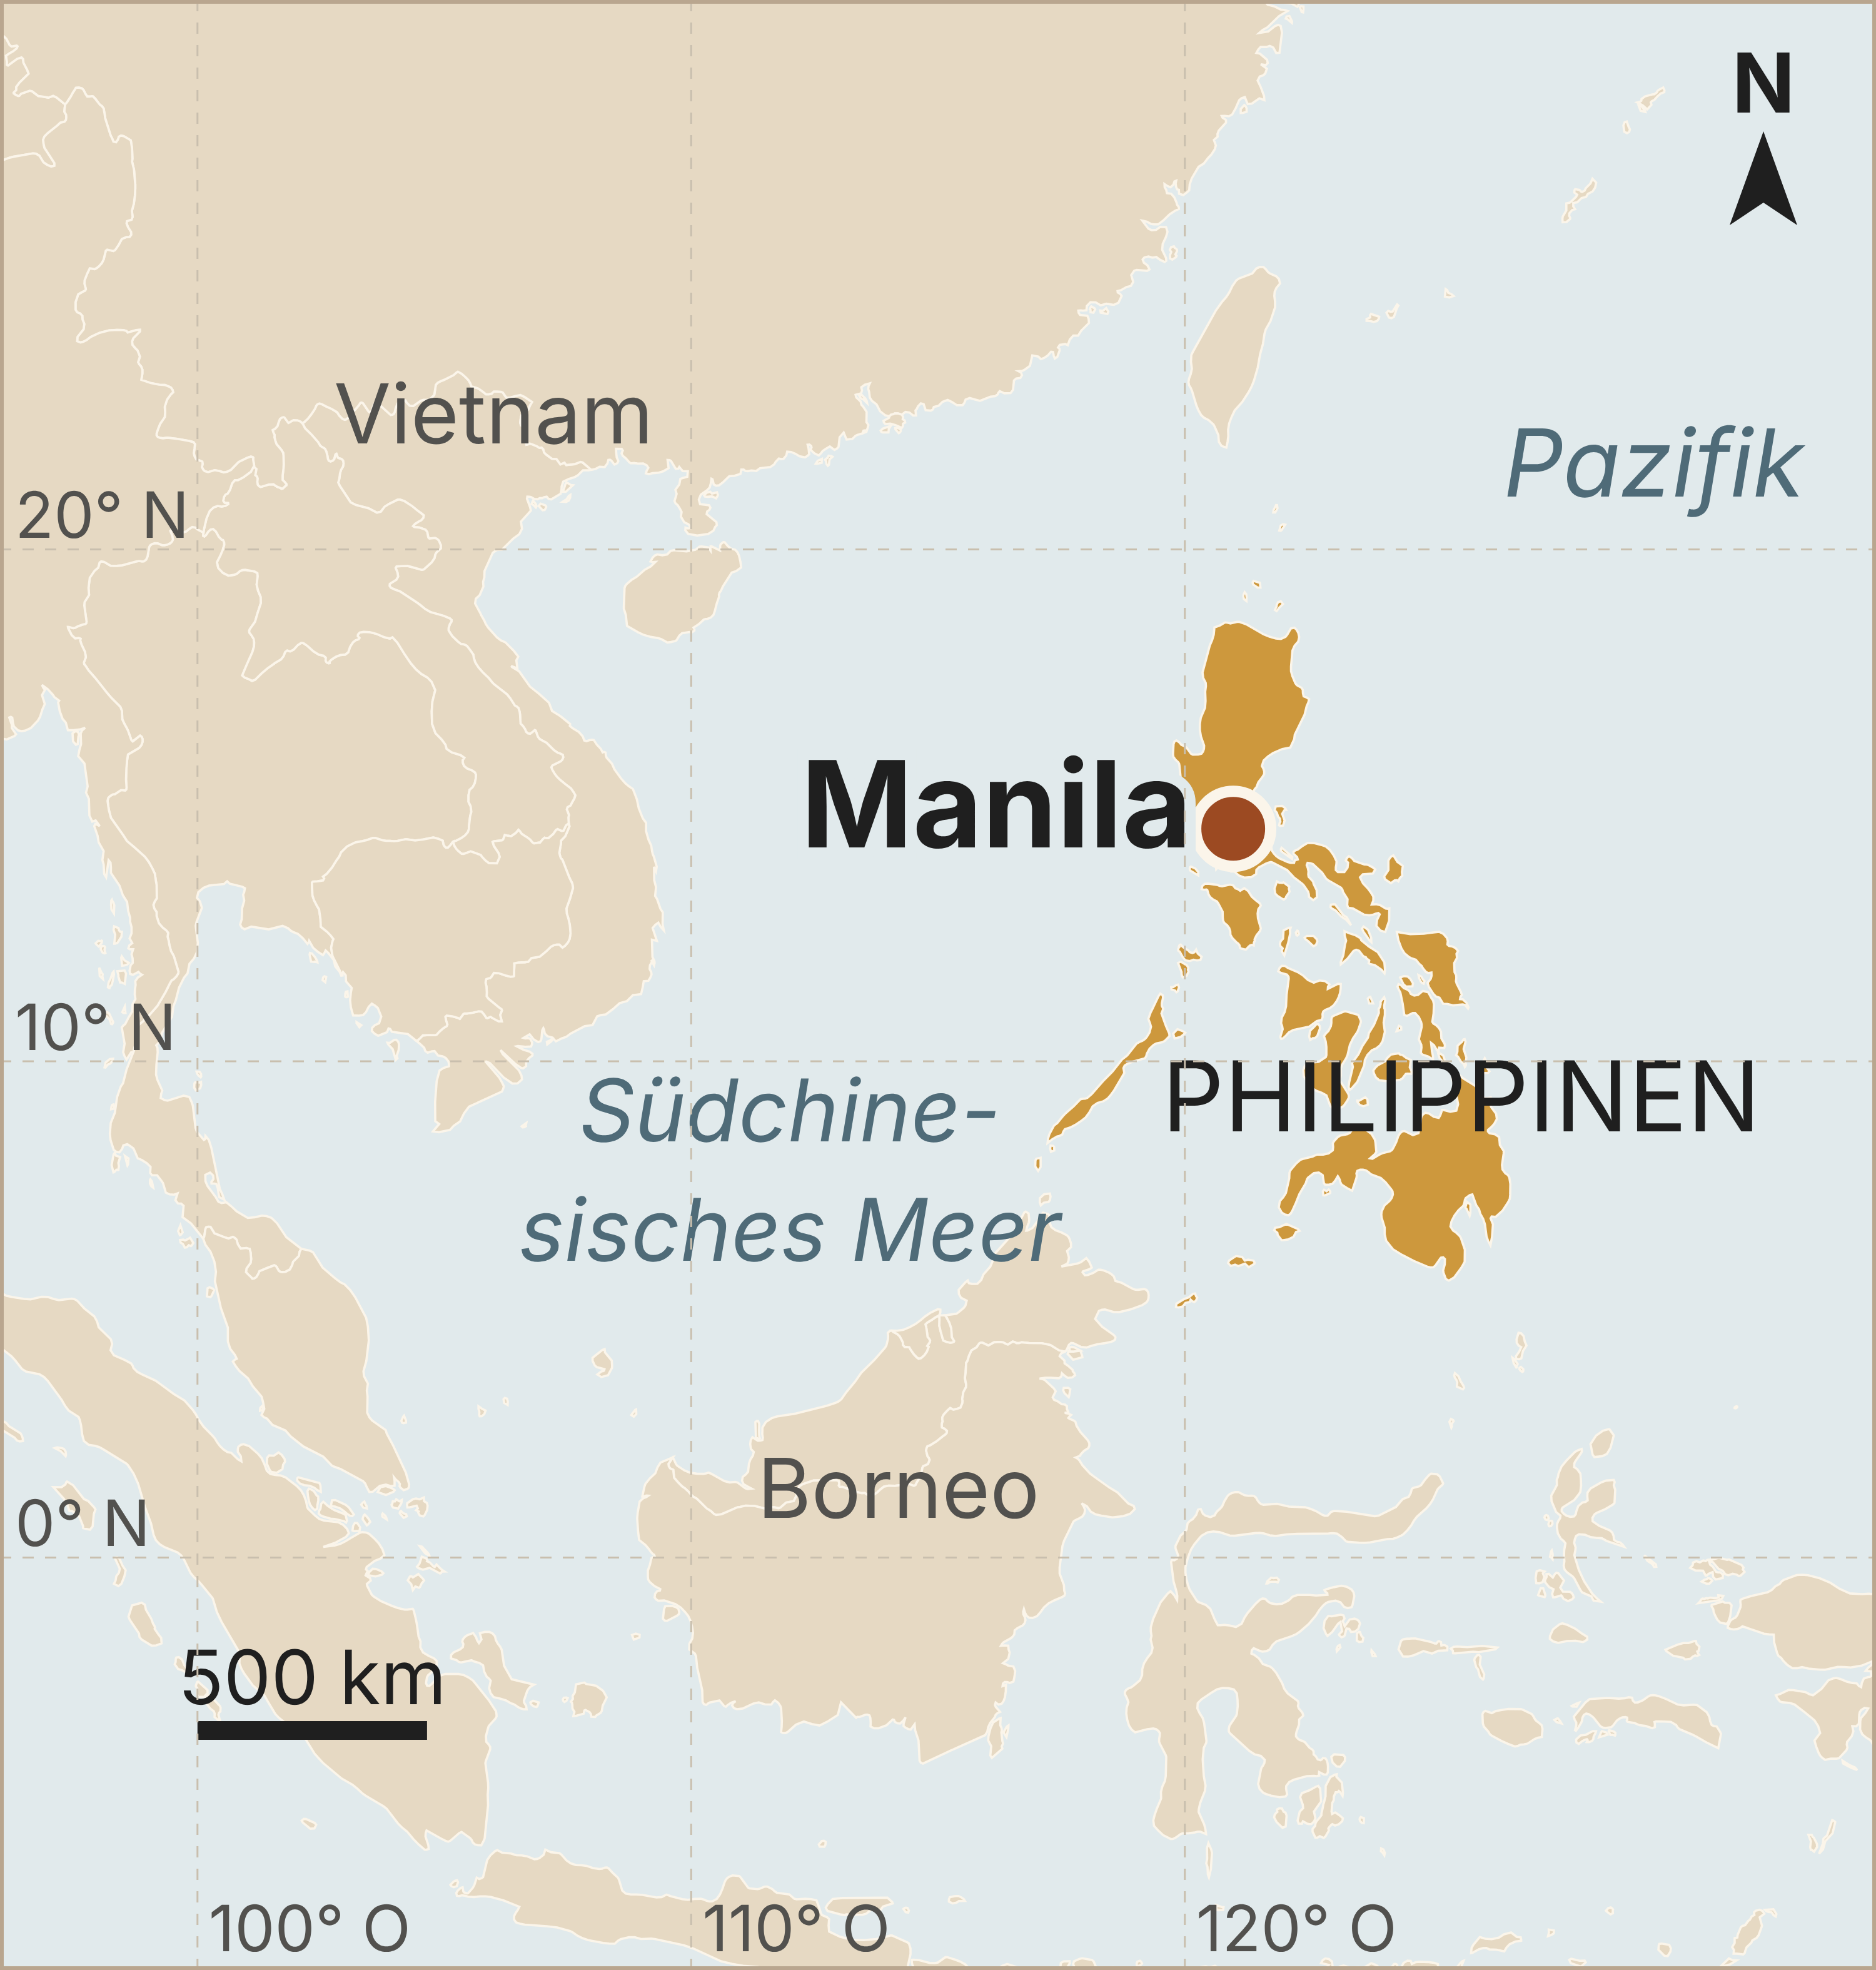 N
Vietnam
Pazifik
20° N
Manila
10° N
PHILIPPINEN
Südchine-
sisches Meer
Borneo
0° N
500 km
100° O
110° O
120° O